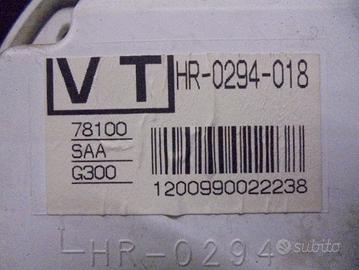 VT HR-0294-018
78100
SAA
G300
1200990022238
HR-0294
subito